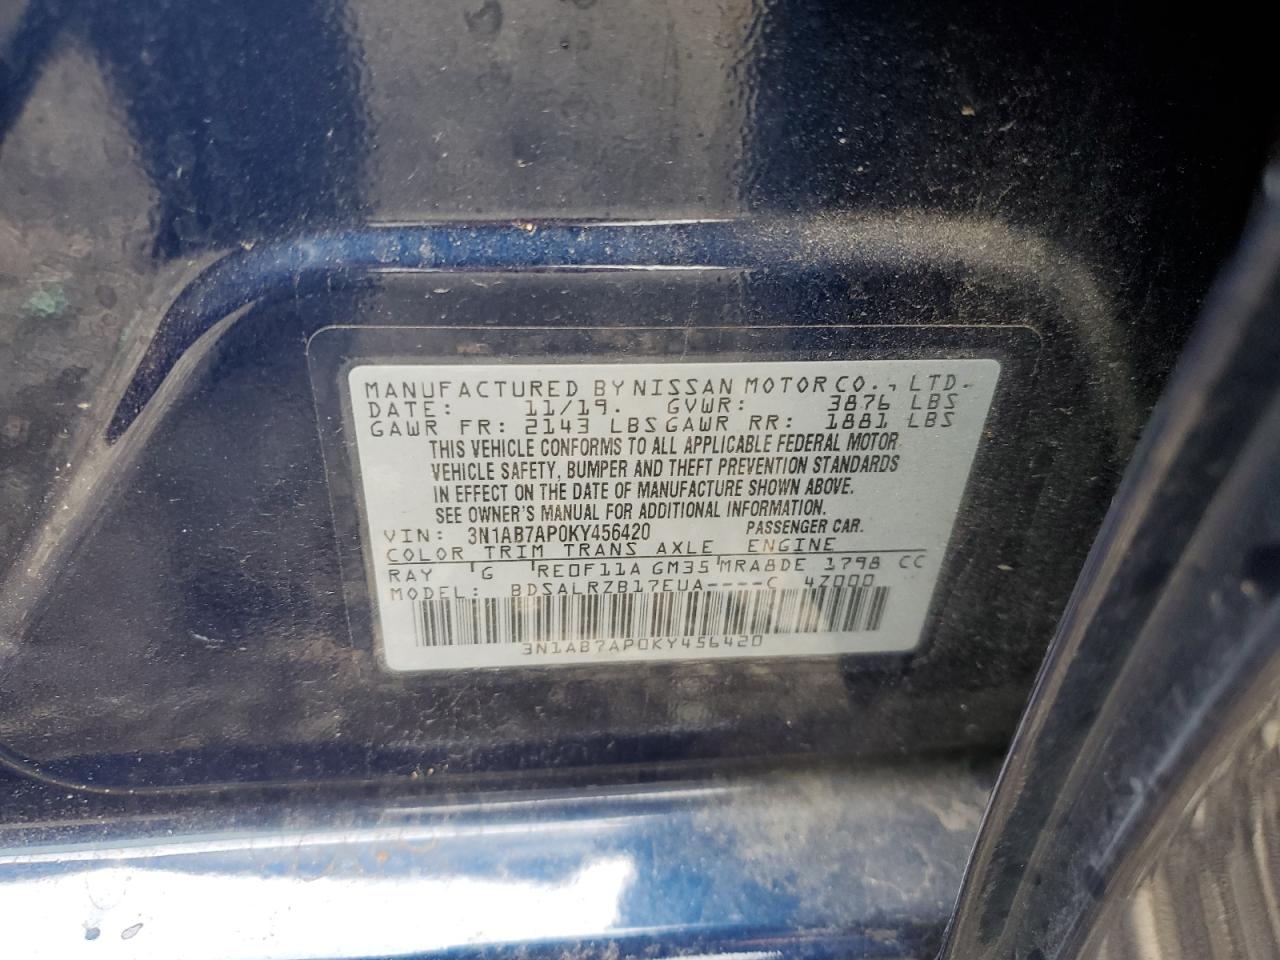 MANUFACTURED BY NISSAN MOTOR CO., LTD.
DATE: 11/19. GVWR: 3876 LBS
GAWR FR: 2143 LBS GAWR RR: 1881 LBS
THIS VEHICLE CONFORMS TO ALL APPLICABLE FEDERAL MOTOR
VEHICLE SAFETY, BUMPER AND THEFT PREVENTION STANDARDS
IN EFFECT ON THE DATE OF MANUFACTURE SHOWN ABOVE.
SEE OWNER'S MANUAL FOR ADDITIONAL INFORMATION.
VIN: 3N1AB7AP0KY456420 PASSENGER CAR.
COLOR TRIM TRANS AXLE ENGINE
RAY G RE0F11A GM35 MRA8DE 1798 CC
MODEL: BDSALRZB17EUA----C 4Z000
3N1AB7AP0KY456420